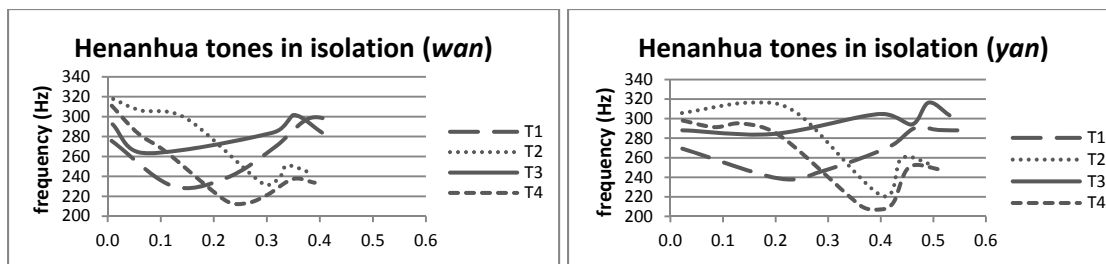 Henanhua tones in isolation (wan)
frequency (Hz)
340
320
300
280
260
240
220
200
0.0 0.1 0.2 0.3 0.4 0.5 0.6
T1
T2
T3
T4
Henanhua tones in isolation (yan)
frequency (Hz)
340
320
300
280
260
240
220
200
0.0 0.1 0.2 0.3 0.4 0.5 0.6
T1
T2
T3
T4